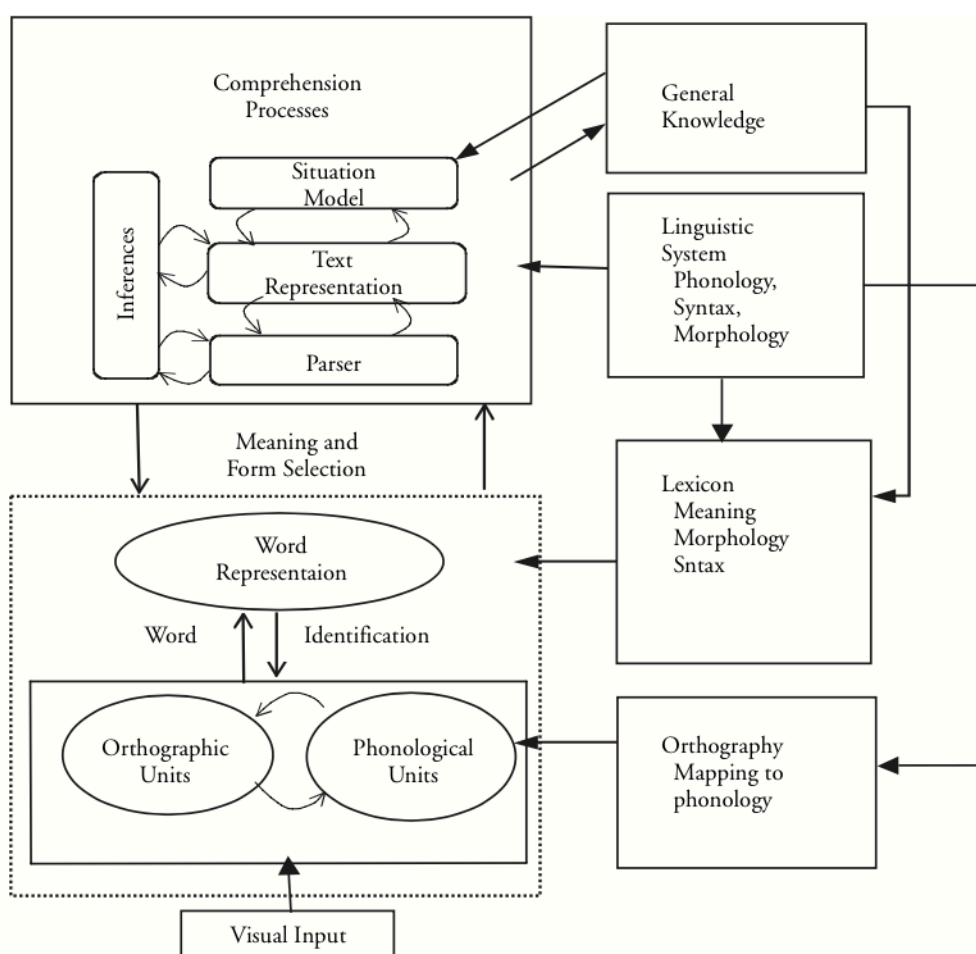 Comprehension
Processes
Situation
Model
Inferences
Text
Representation
Parser
General
Knowledge
Linguistic
System
Phonology,
Syntax,
Morphology
Meaning and
Form Selection
Lexicon
Meaning
Morphology
Sntax
Word
Representaion
Word
Identification
Orthographic
Units
Phonological
Units
Orthography
Mapping to
phonology
Visual Input